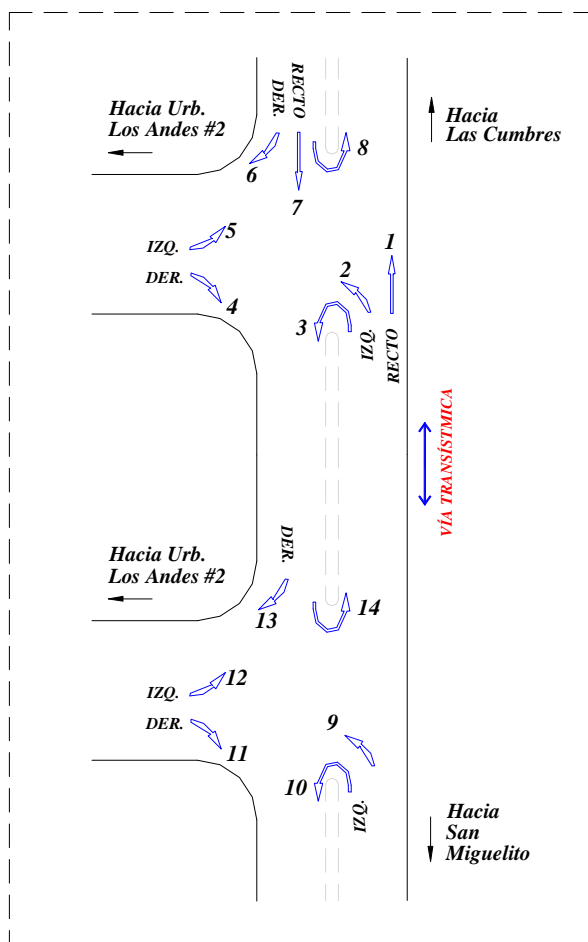 RECTO
DER.
Hacia Urb.
Los Andes #2
Hacia
Las Cumbres
6
7
8
5
IZQ.
DER.
4
1
2
3
IZQ.
RECTO
VÍA TRANSÍSTMICA
DER.
Hacia Urb.
Los Andes #2
13
14
12
IZQ.
DER.
11
9
10
IZQ.
Hacia
San
Miguelito